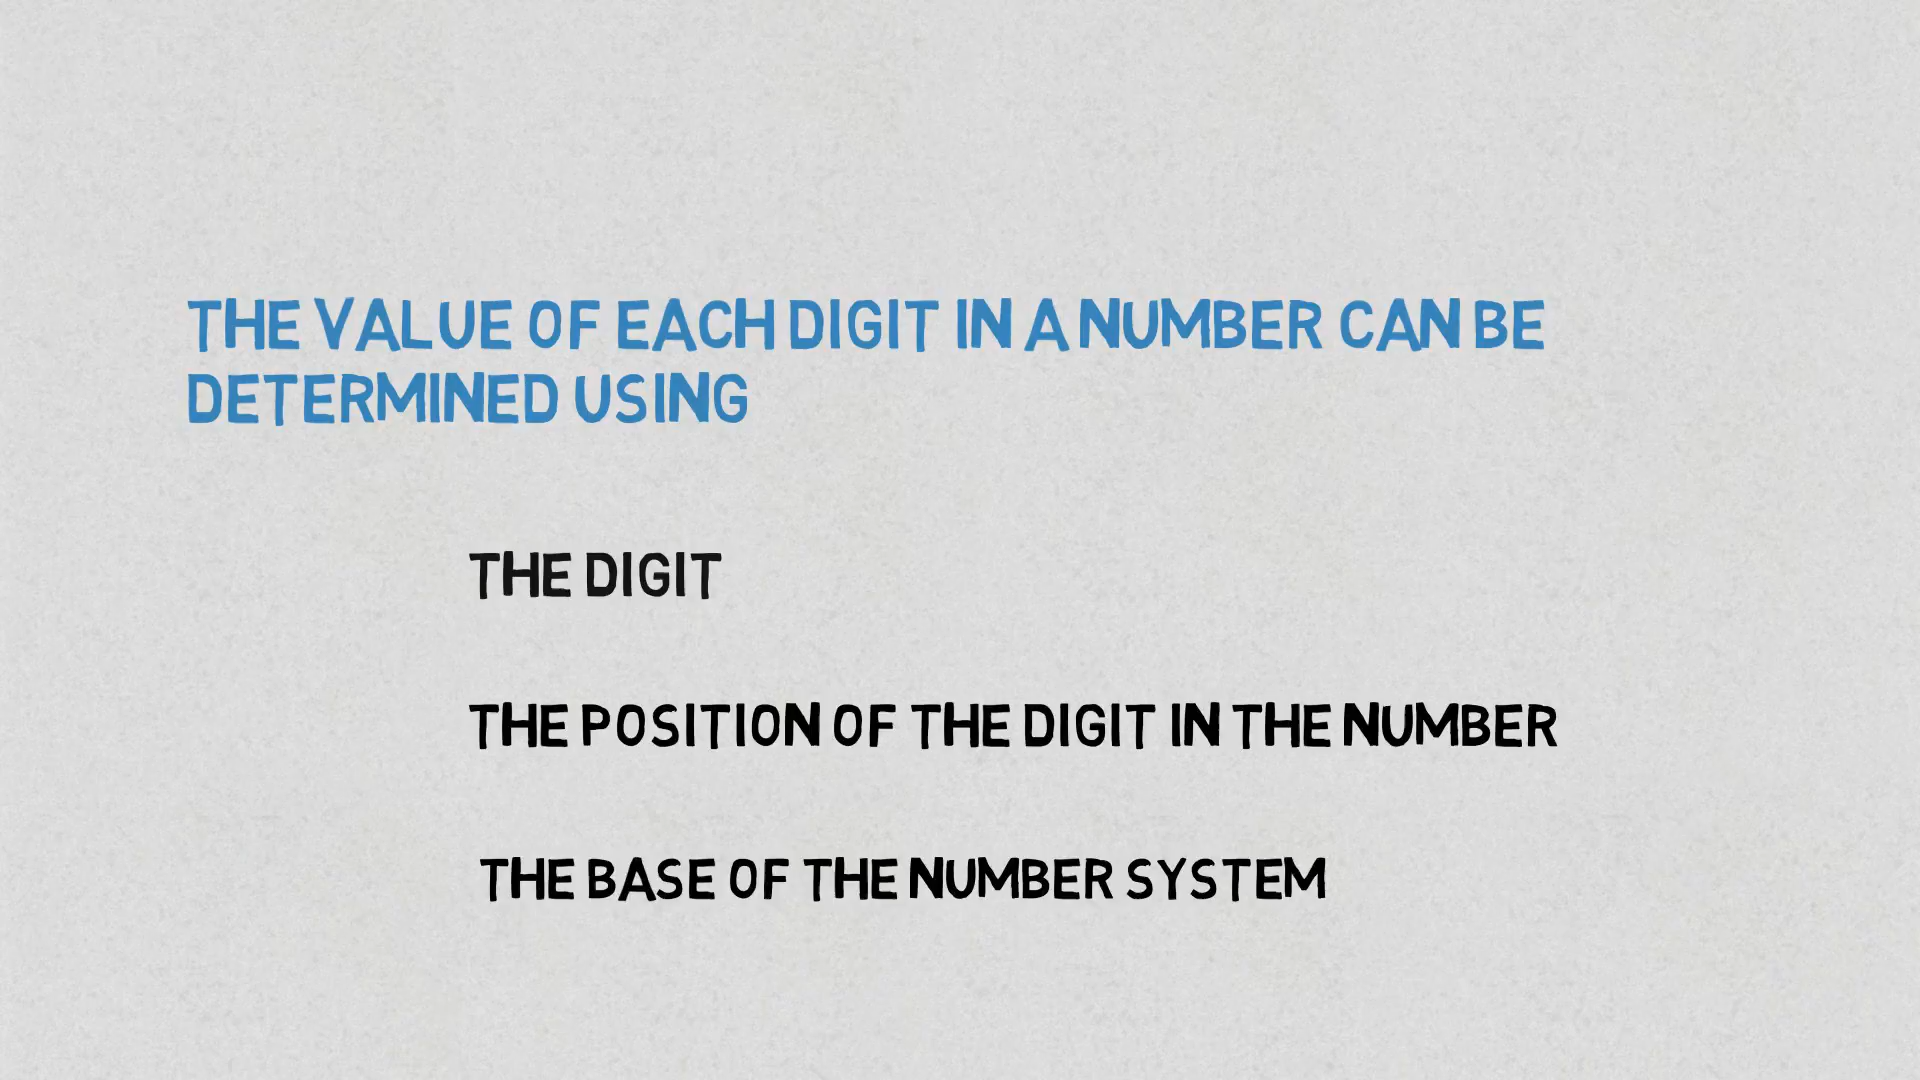 THE VALUE OF EACH DIGIT IN A NUMBER CAN BE
DETERMINED USING
THE DIGIT
THE POSITION OF THE DIGIT IN THE NUMBER
THE BASE OF THE NUMBER SYSTEM